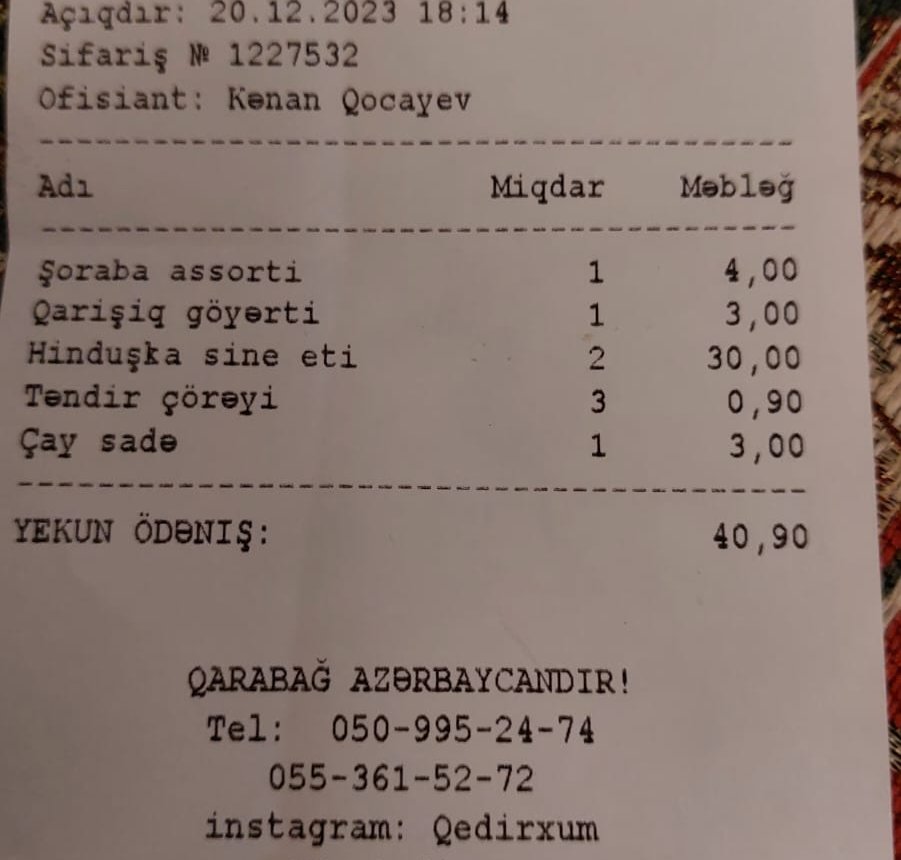 Açıqdır: 20.12.2023 18:14
Sifariş № 1227532
Ofisiant: Kənan Qocayev
Adı Miqdar Məbləğ
Şoraba assorti 1 4,00
Qarişiq göyərti 1 3,00
Hinduşka sine eti 2 30,00
Təndir çörəyi 3 0,90
Çay sadə 1 3,00
YEKUN ÖDƏNIŞ: 40,90
QARABAĞ AZƏRBAYCANDIR!
Tel: 050-995-24-74
055-361-52-72
instagram: Qedirxum